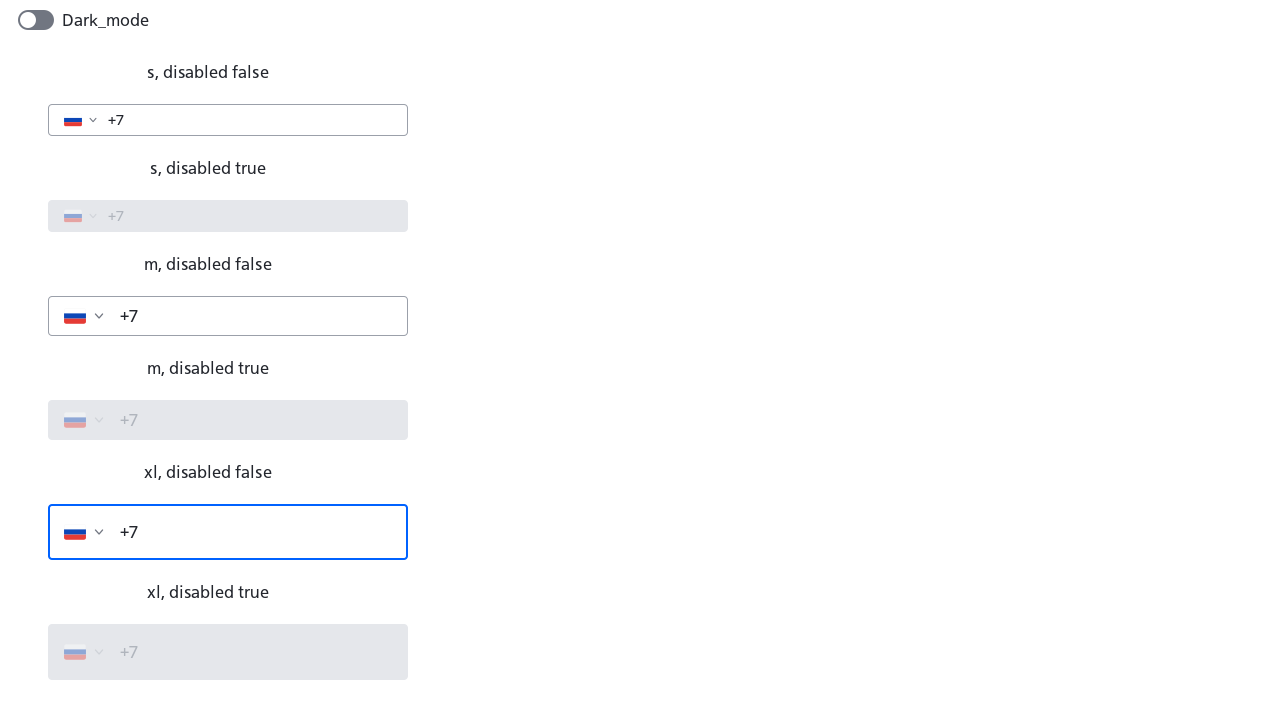 Dark_mode
s, disabled false
+7
s, disabled true
+7
m, disabled false
+7
m, disabled true
+7
xl, disabled false
+7
xl, disabled true
+7